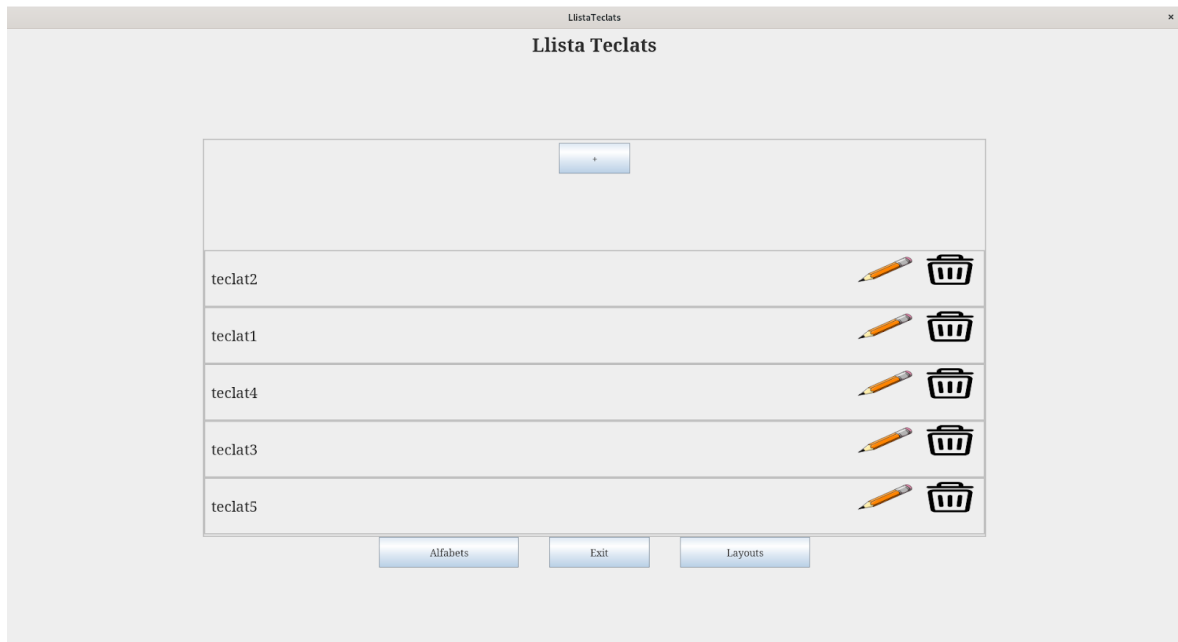 LlistaTeclats ×
Llista Teclats
+
teclat2
teclat1
teclat4
teclat3
teclat5
Alfabets Exit Layouts